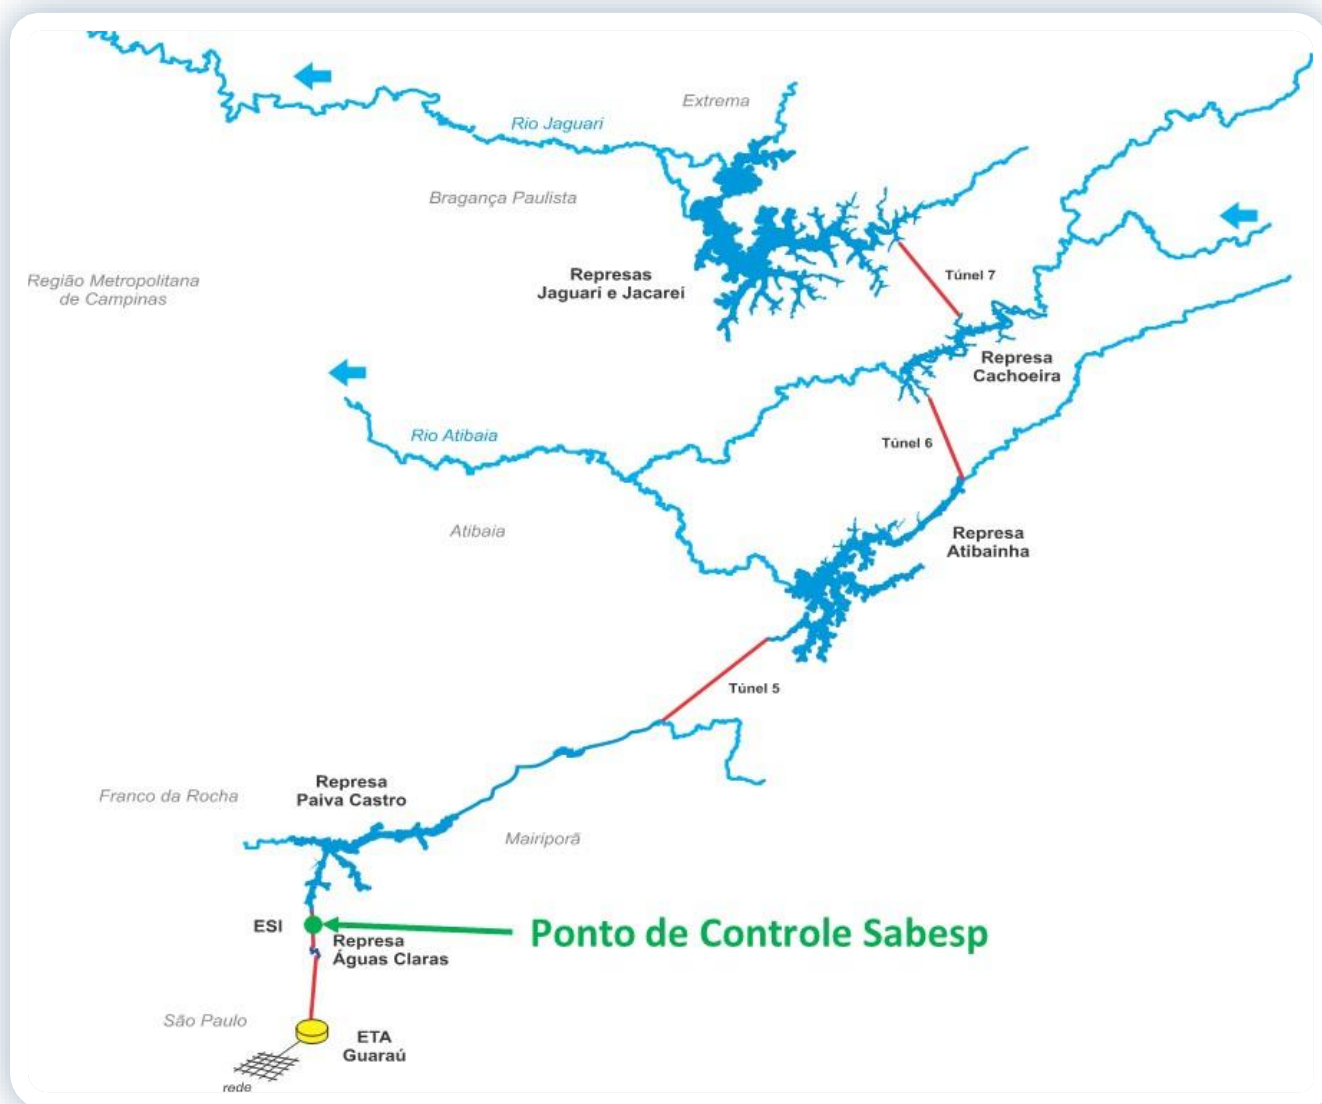 Extrema
Rio Jaguari
Bragança Paulista
Região Metropolitana
de Campinas
Represas
Jaguari e Jacarei
Túnel 7
Represa
Cachoeira
Rio Atibaia
Túnel 6
Atibaia
Represa
Atibainha
Túnel 5
Represa
Paiva Castro
Franco da Rocha
Mairiporã
ESI
Ponto de Controle Sabesp
Represa
Águas Claras
São Paulo
ETA
Guaraú
rede